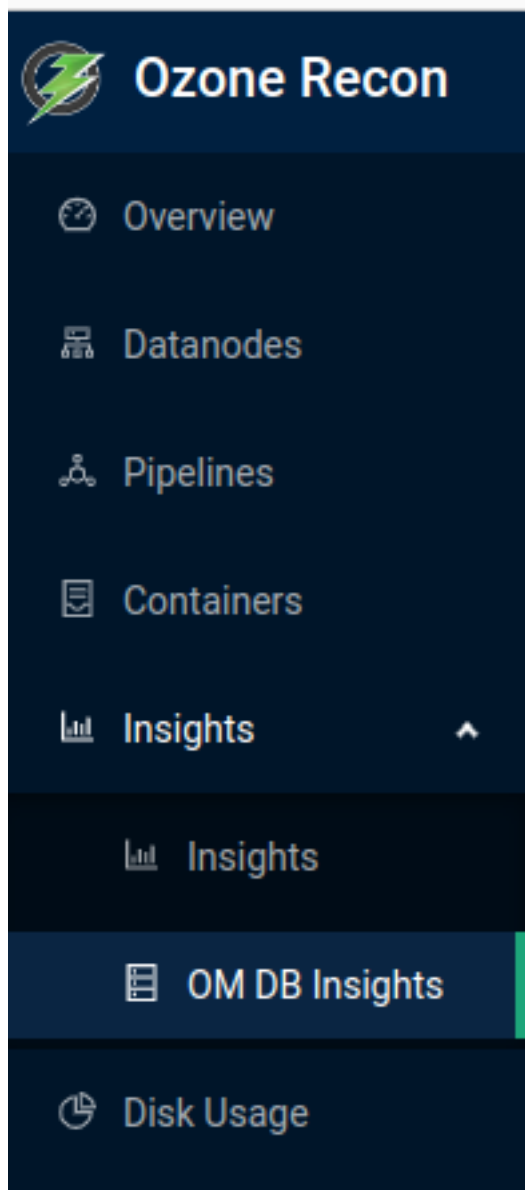 Ozone Recon
Overview
Datanodes
Pipelines
Containers
Insights
Insights
OM DB Insights
Disk Usage